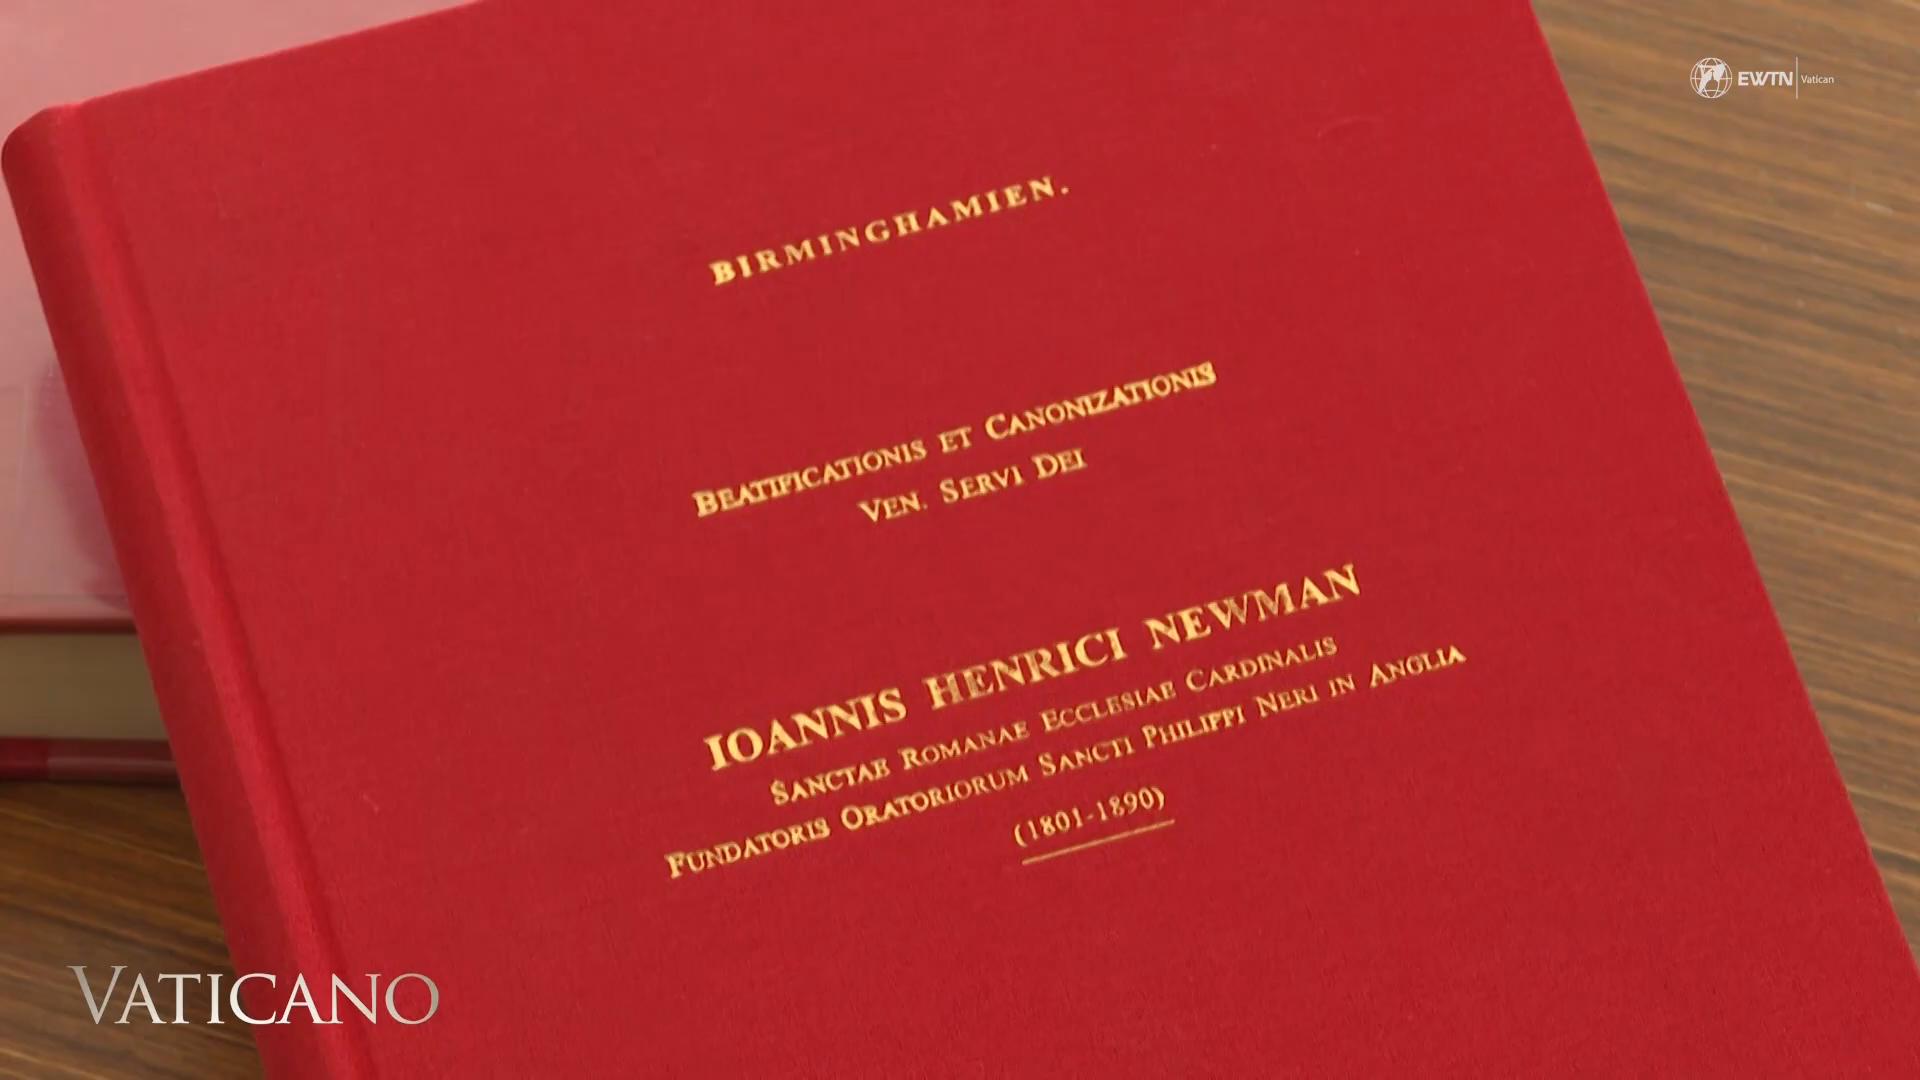 EWTN Vatican
BIRMINGHAMIEN.
BEATIFICATIONIS ET CANONIZATIONIS
VEN. SERVI DEI
IOANNIS HENRICI NEWMAN
SANCTAE ROMANAE ECCLESIAE CARDINALIS
FUNDATORIS ORATORIORUM SANCTI PHILIPPI NERI IN ANGLIA
(1801-1890)
VATICANO